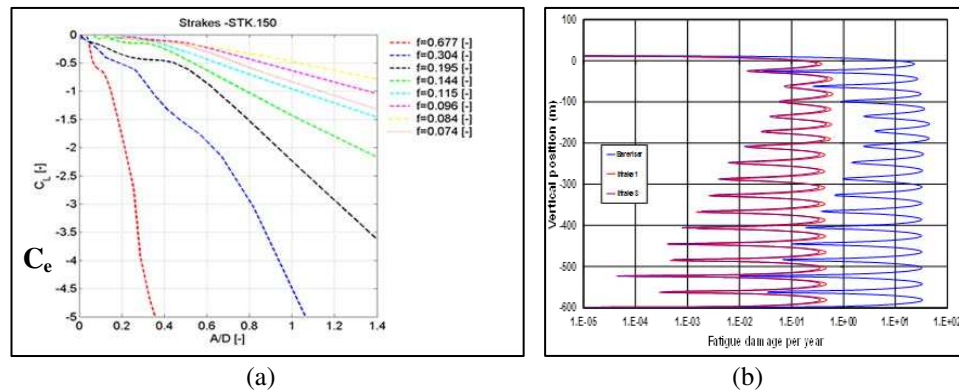 (a)
Strakes -STK.150
0
-0.5
-1
-1.5
-2
-2.5
-3
-3.5
-4
-4.5
-5
C_L [-]
C_e
0 0.2 0.4 0.6 0.8 1 1.2 1.4
A/D [-]
f=0.677 [-]
f=0.304 [-]
f=0.195 [-]
f=0.144 [-]
f=0.115 [-]
f=0.096 [-]
f=0.084 [-]
f=0.074 [-]
(b)
100
0
-100
-200
-300
-400
-500
-600
Vertical position (m)
1.E-05 1.E-04 1.E-03 1.E-02 1.E-01 1.E+00 1.E+01 1.E+02
Fatigue damage per year
(a)
(b)